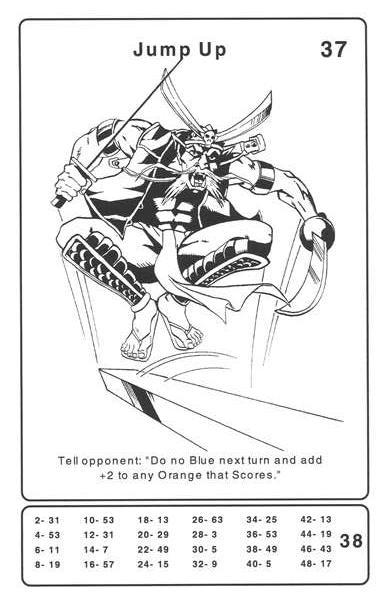 Jump Up 37
Tell opponent: "Do no Blue next turn and add
+2 to any Orange that Scores."
2- 31 10- 53 18- 13 26- 63 34- 25 42- 13
4- 53 12- 31 20- 29 28- 3 36- 53 44- 19
6- 11 14- 7 22- 49 30- 5 38- 49 46- 43
8- 19 16- 57 24- 15 32- 9 40- 5 48- 17
38